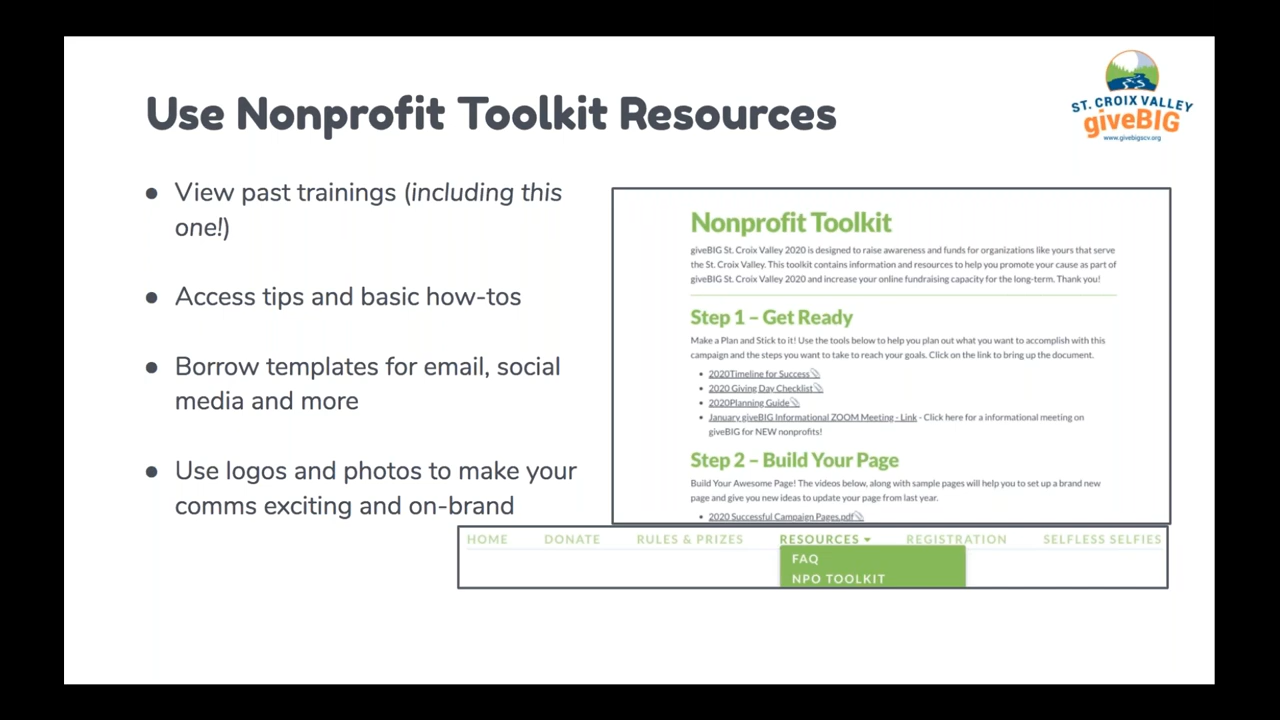 Use Nonprofit Toolkit Resources
ST. CROIX VALLEY
giveBIG
www.givebigscv.org
● View past trainings (including this
one!)
● Access tips and basic how-tos
● Borrow templates for email, social
media and more
● Use logos and photos to make your
comms exciting and on-brand
Nonprofit Toolkit
giveBIG St. Croix Valley 2020 is designed to raise awareness and funds for organizations like yours that serve
the St. Croix Valley. This toolkit contains information and resources to help you promote your cause as part of
giveBIG St. Croix Valley 2020 and increase your online fundraising capacity for the long-term. Thank you!
Step 1 – Get Ready
Make a Plan and Stick to it! Use the tools below to help you plan out what you want to accomplish with this
campaign and the steps you want to take to reach your goals. Click on the link to bring up the document.
• 2020Timeline for Success
• 2020 Giving Day Checklist
• 2020Planning Guide
• January giveBIG Informational ZOOM Meeting - Link - Click here for a informational meeting on
giveBIG for NEW nonprofits!
Step 2 – Build Your Page
Build Your Awesome Page! The videos below, along with sample pages will help you to set up a brand new
page and give you new ideas to update your page from last year.
• 2020 Successful Campaign Pages.pdf
HOME DONATE RULES & PRIZES RESOURCES REGISTRATION SELFLESS SELFIES
FAQ
NPO TOOLKIT